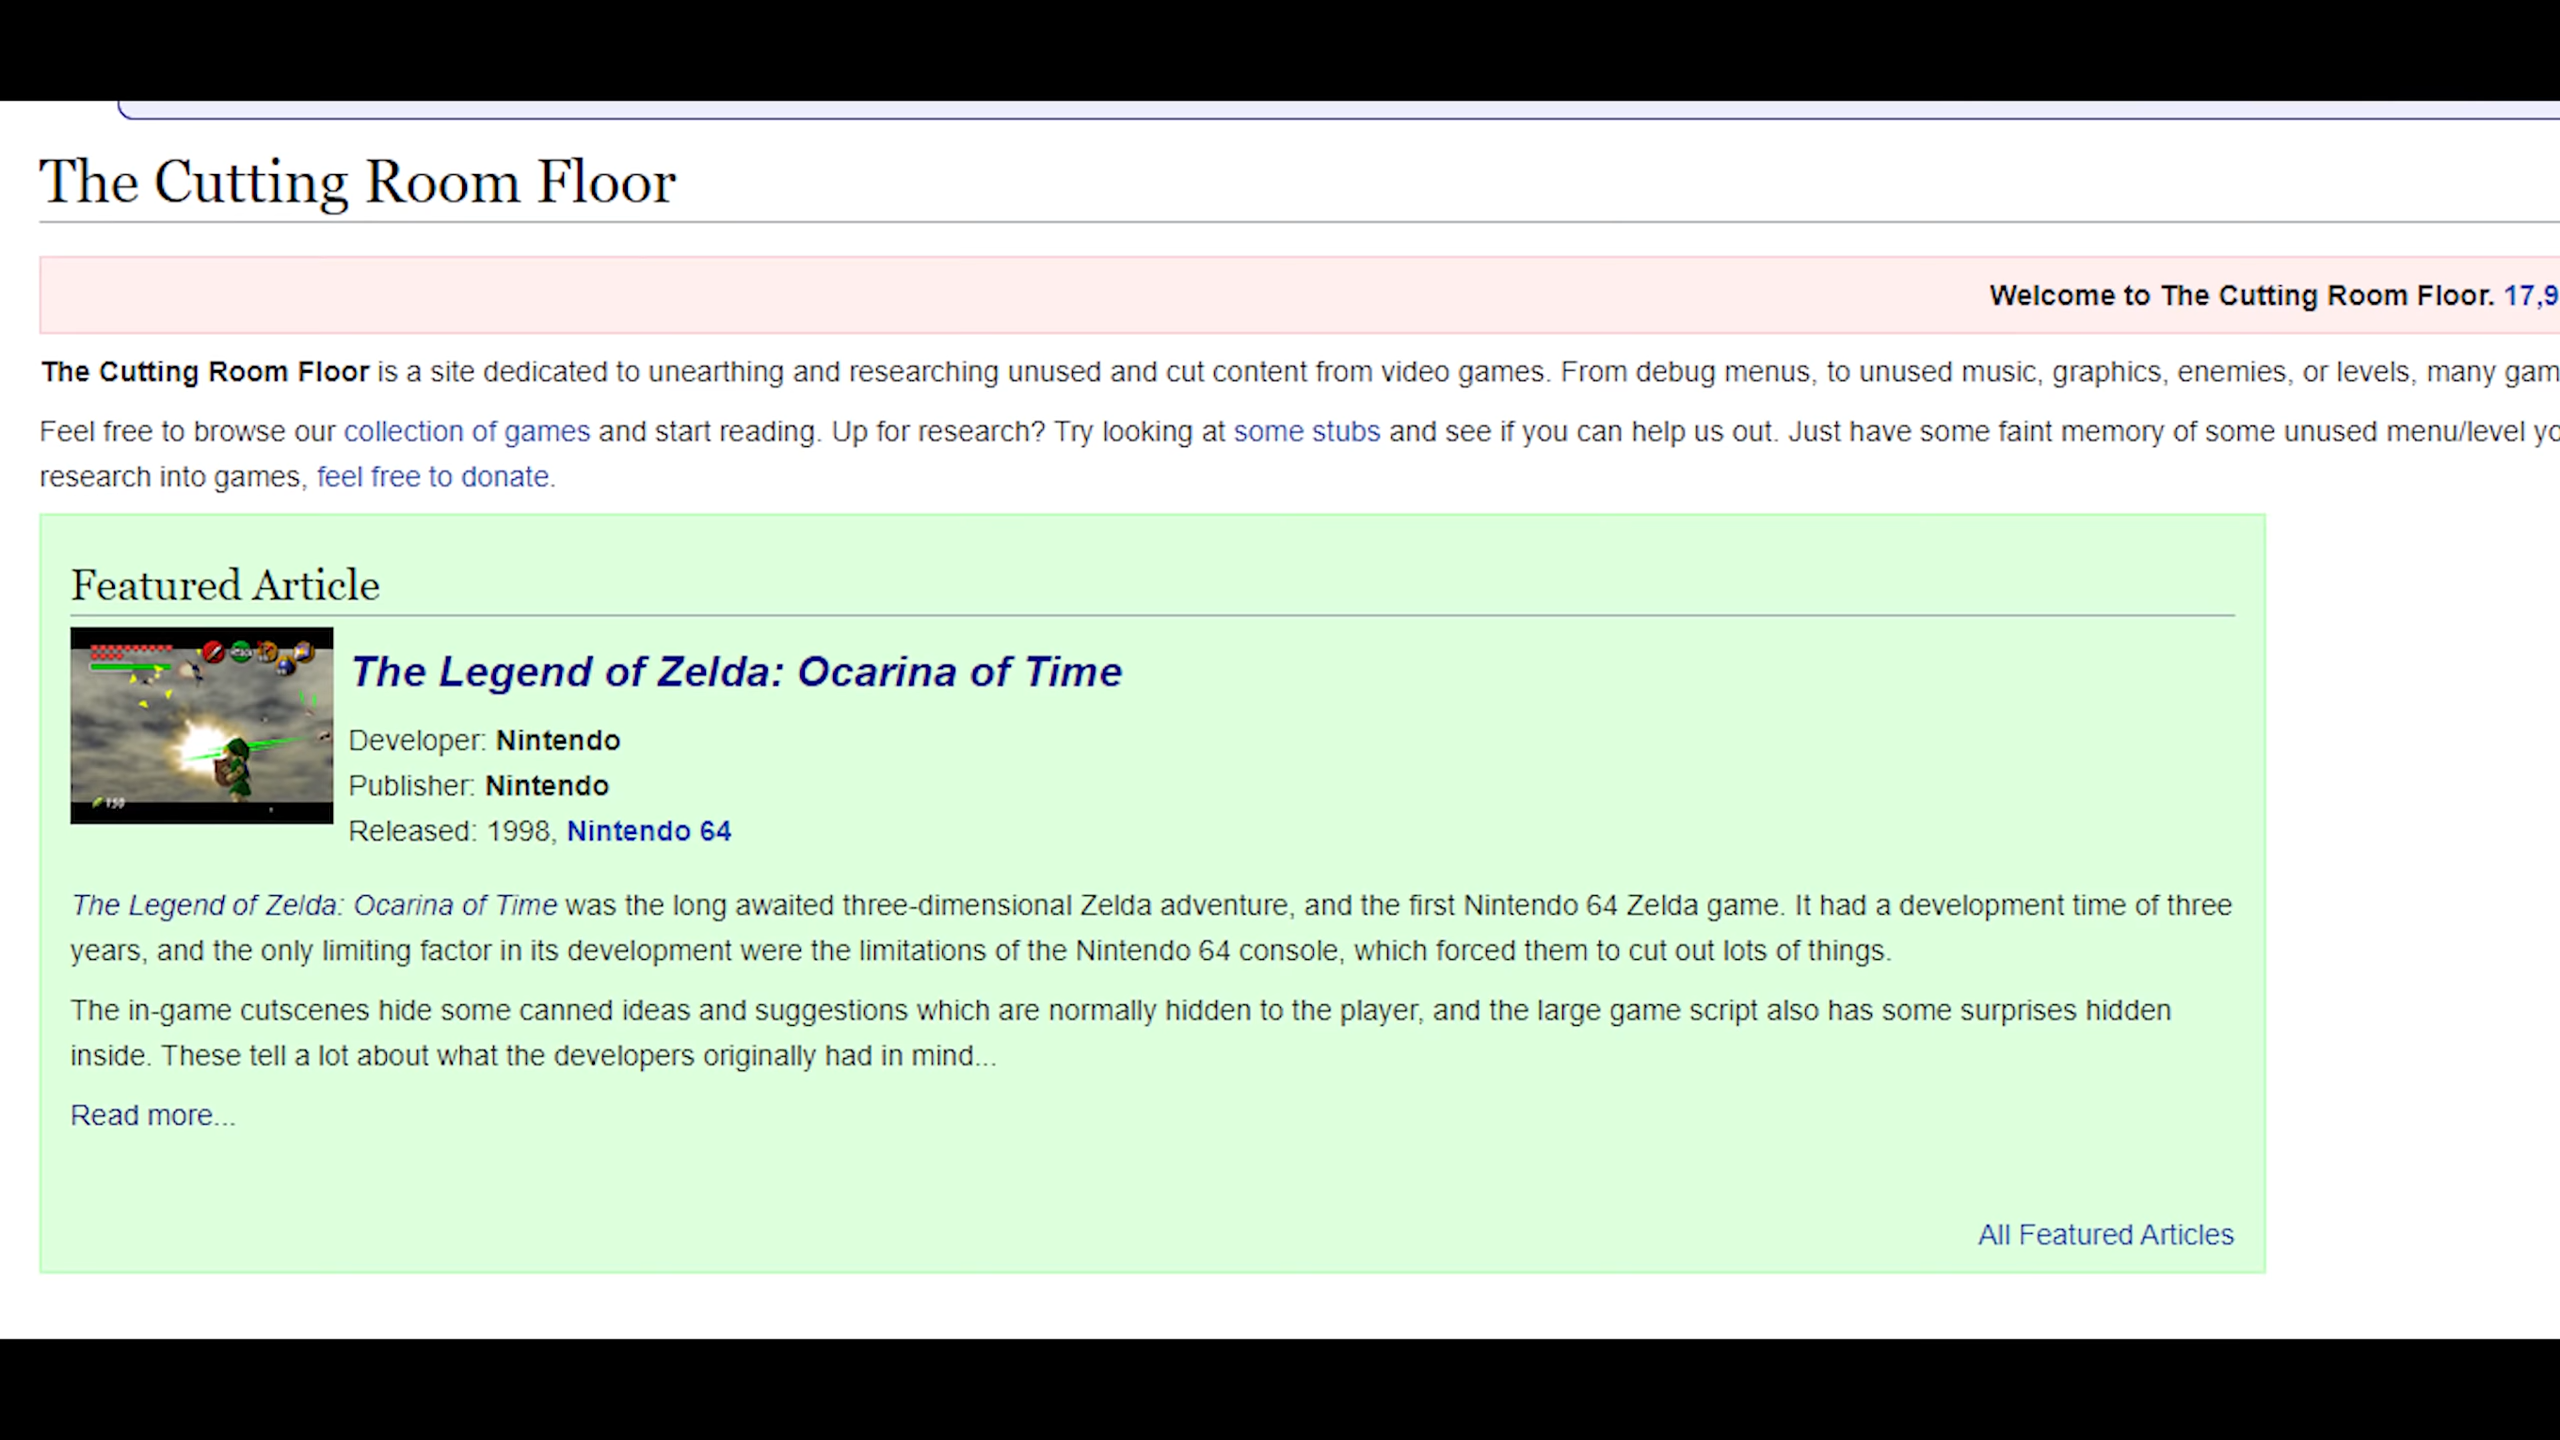 The Cutting Room Floor
Welcome to The Cutting Room Floor. 17,9
The Cutting Room Floor is a site dedicated to unearthing and researching unused and cut content from video games. From debug menus, to unused music, graphics, enemies, or levels, many gam
Feel free to browse our collection of games and start reading. Up for research? Try looking at some stubs and see if you can help us out. Just have some faint memory of some unused menu/level yo
research into games, feel free to donate.
Featured Article
The Legend of Zelda: Ocarina of Time
Developer: Nintendo
Publisher: Nintendo
Released: 1998, Nintendo 64
The Legend of Zelda: Ocarina of Time was the long awaited three-dimensional Zelda adventure, and the first Nintendo 64 Zelda game. It had a development time of three
years, and the only limiting factor in its development were the limitations of the Nintendo 64 console, which forced them to cut out lots of things.
The in-game cutscenes hide some canned ideas and suggestions which are normally hidden to the player, and the large game script also has some surprises hidden
inside. These tell a lot about what the developers originally had in mind...
Read more...
All Featured Articles